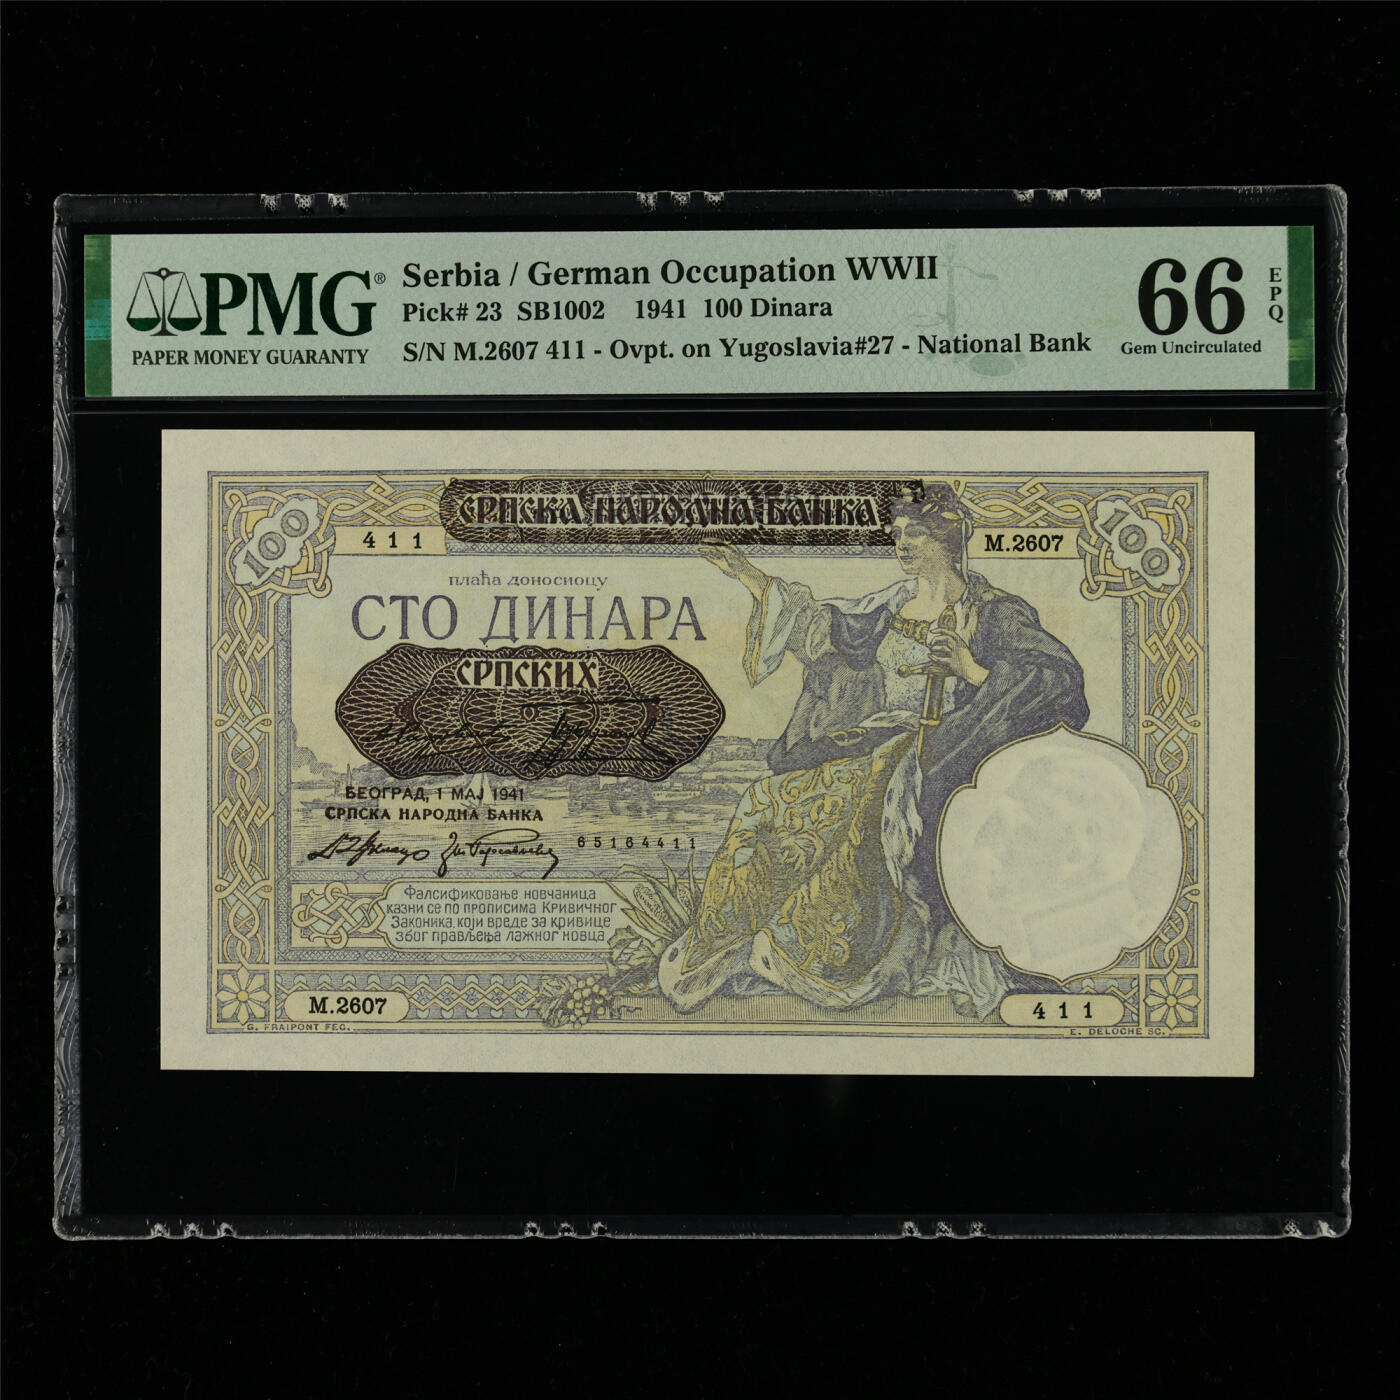 PMG®
PAPER MONEY GUARANTY
Serbia / German Occupation WWII
Pick# 23 SB1002 1941 100 Dinara
S/N M.2607 411 - Ovpt. on Yugoslavia#27 - National Bank
66
EPQ
Gem Uncirculated
СРПСКА НАРОДНА БАНКА
100
100
411
M.2607
плаћа доносиоцу
СТО ДИНАРА
СРПСКИХ
БЕОГРАД, 1 МАЈ 1941
СРПСКА НАРОДНА БАНКА
65164411
Фалсификовање новчаница
казни се по прописима Кривичног
Законика, који вреде за кривице
због прављења лажног новца
M.2607
411
G. FRAIPONT FEC.
E. DELOCHE SC.